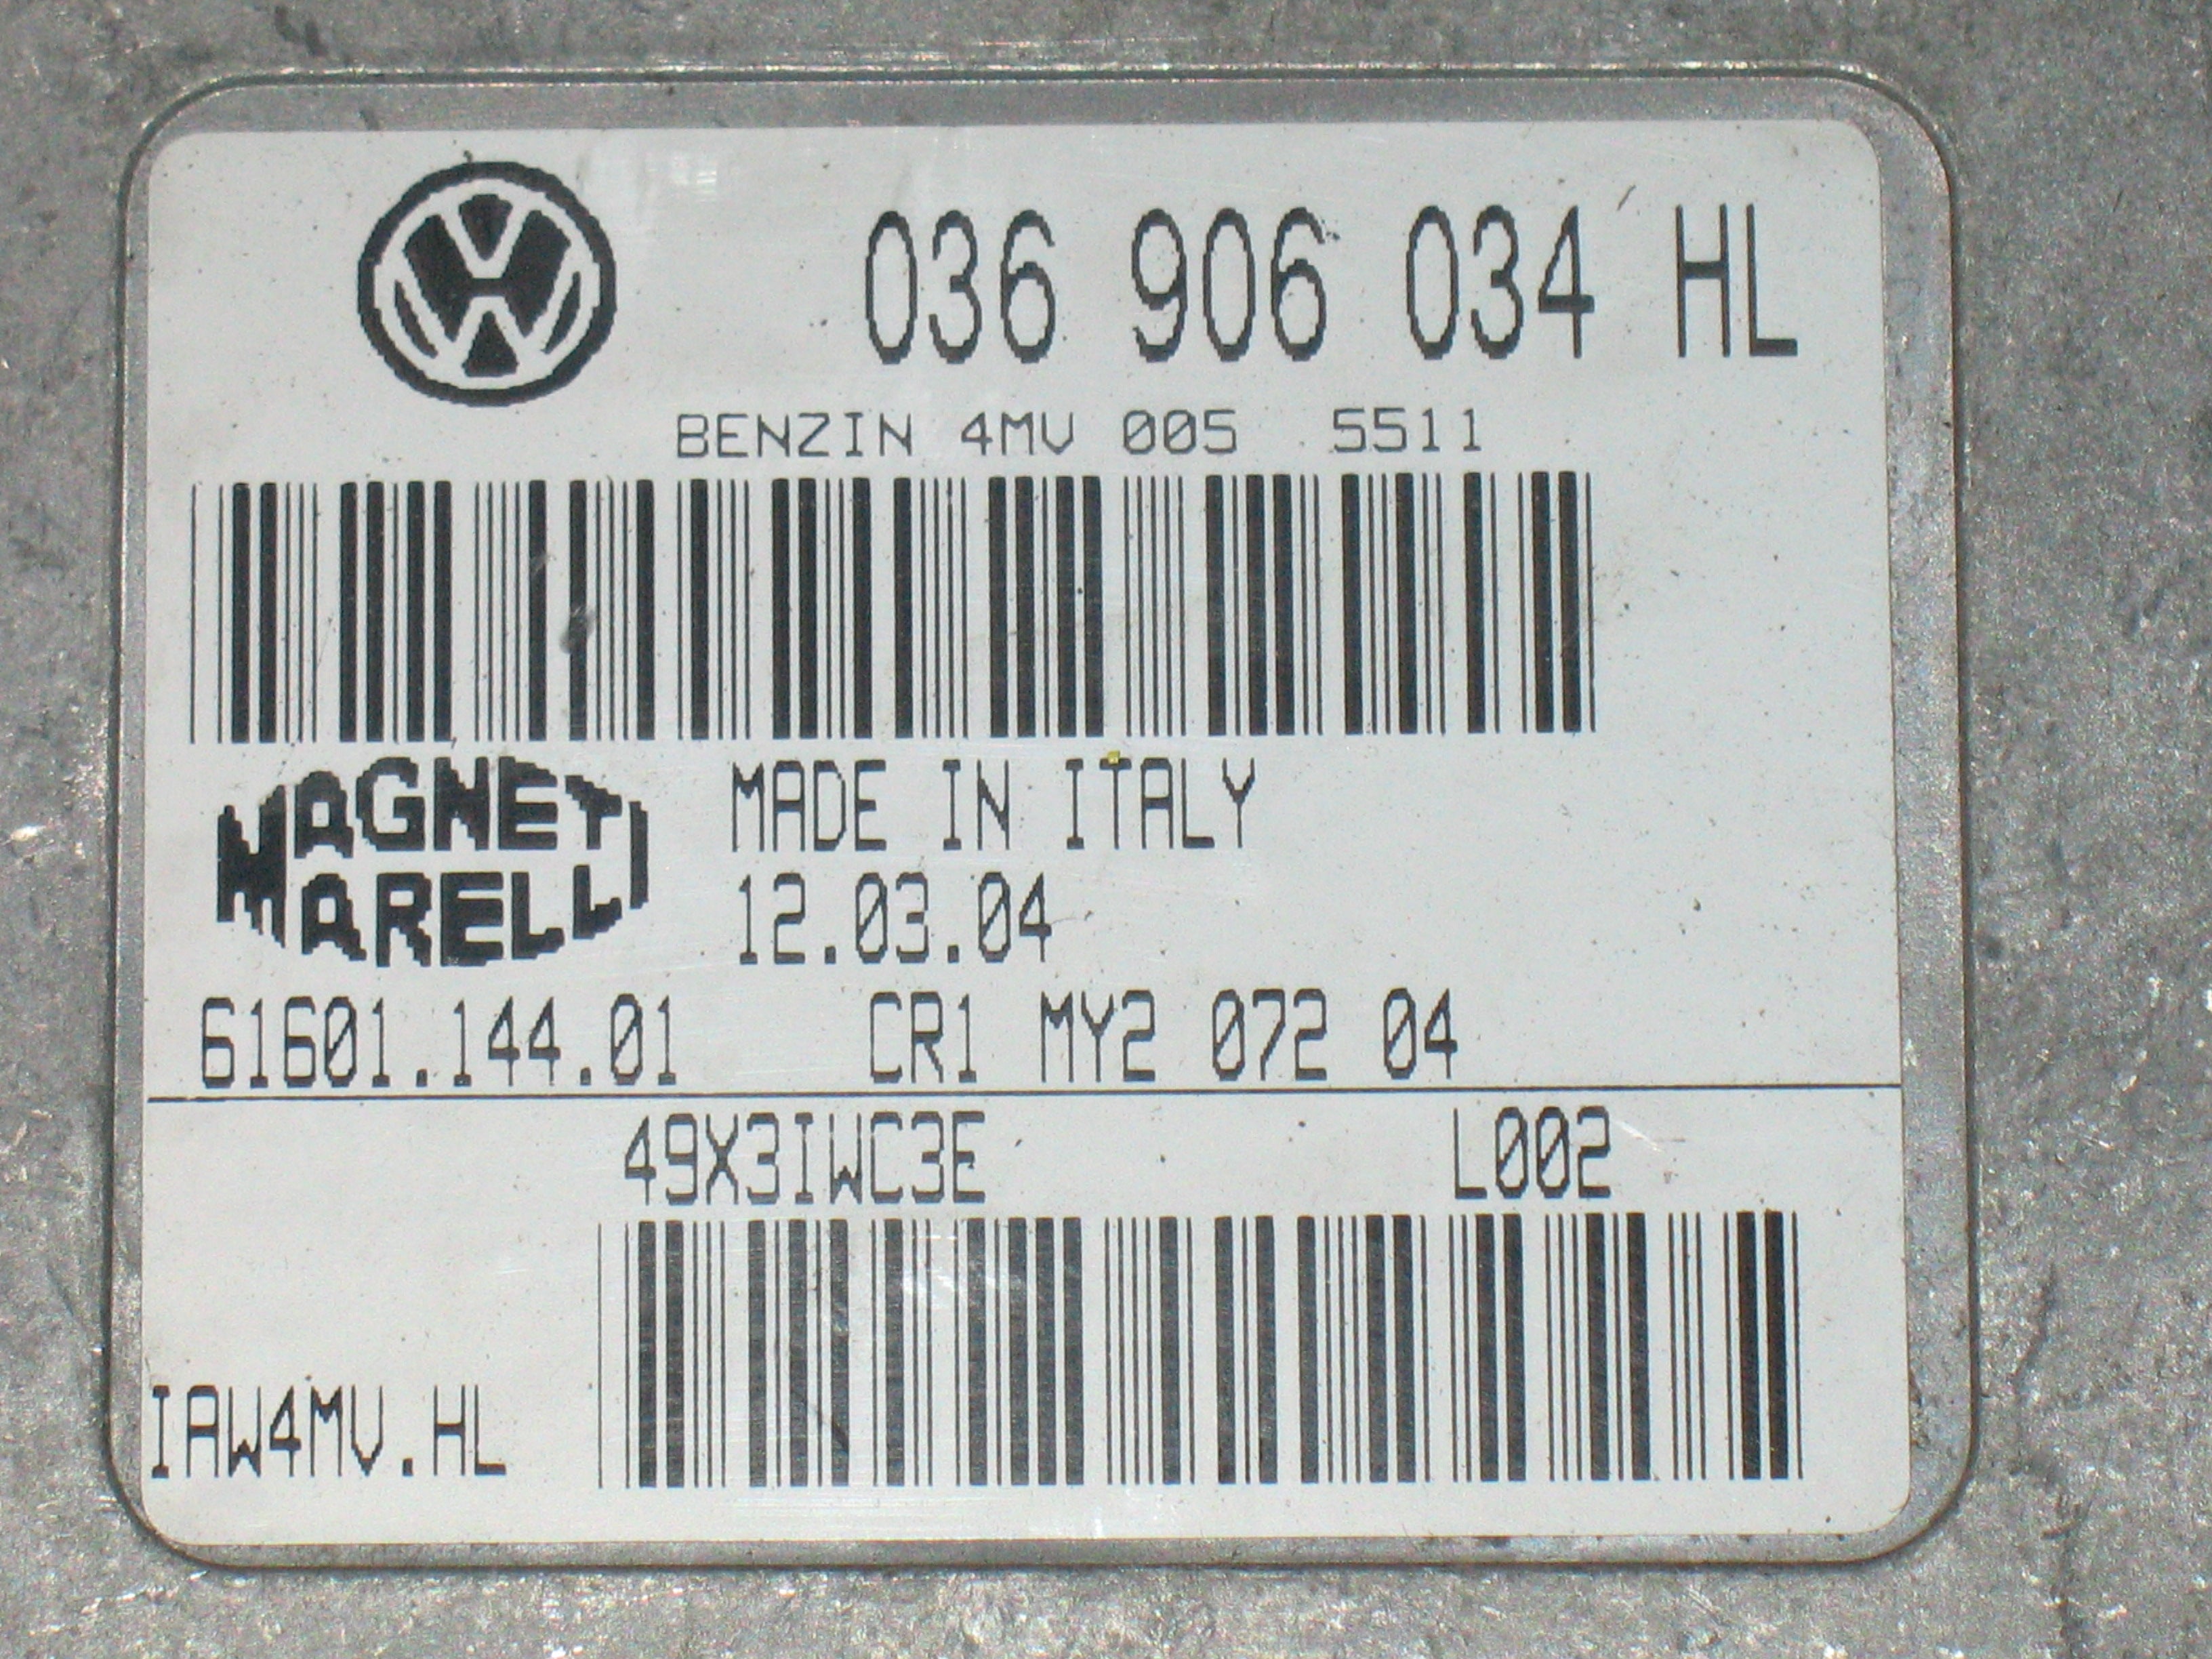 036 906 034 HL
BENZIN 4MV 005 5511
MAGNETI MARELLI
MADE IN ITALY
12.03.04
61601.144.01 CR1 MY2 072 04
49X3IWC3E L002
IAW4MV.HL